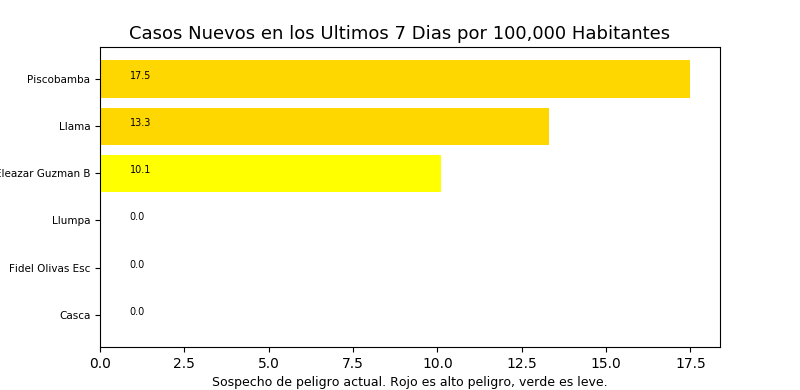 Casos Nuevos en los Ultimos 7 Dias por 100,000 Habitantes
Piscobamba 17.5
Llama 13.3
Guzman B 10.1
Llumpa 0.0
Fidel Olivas Esc 0.0
Casca 0.0
0.0 2.5 5.0 7.5 10.0 12.5 15.0 17.5
Sospecho de peligro actual. Rojo es alto peligro, verde es leve.